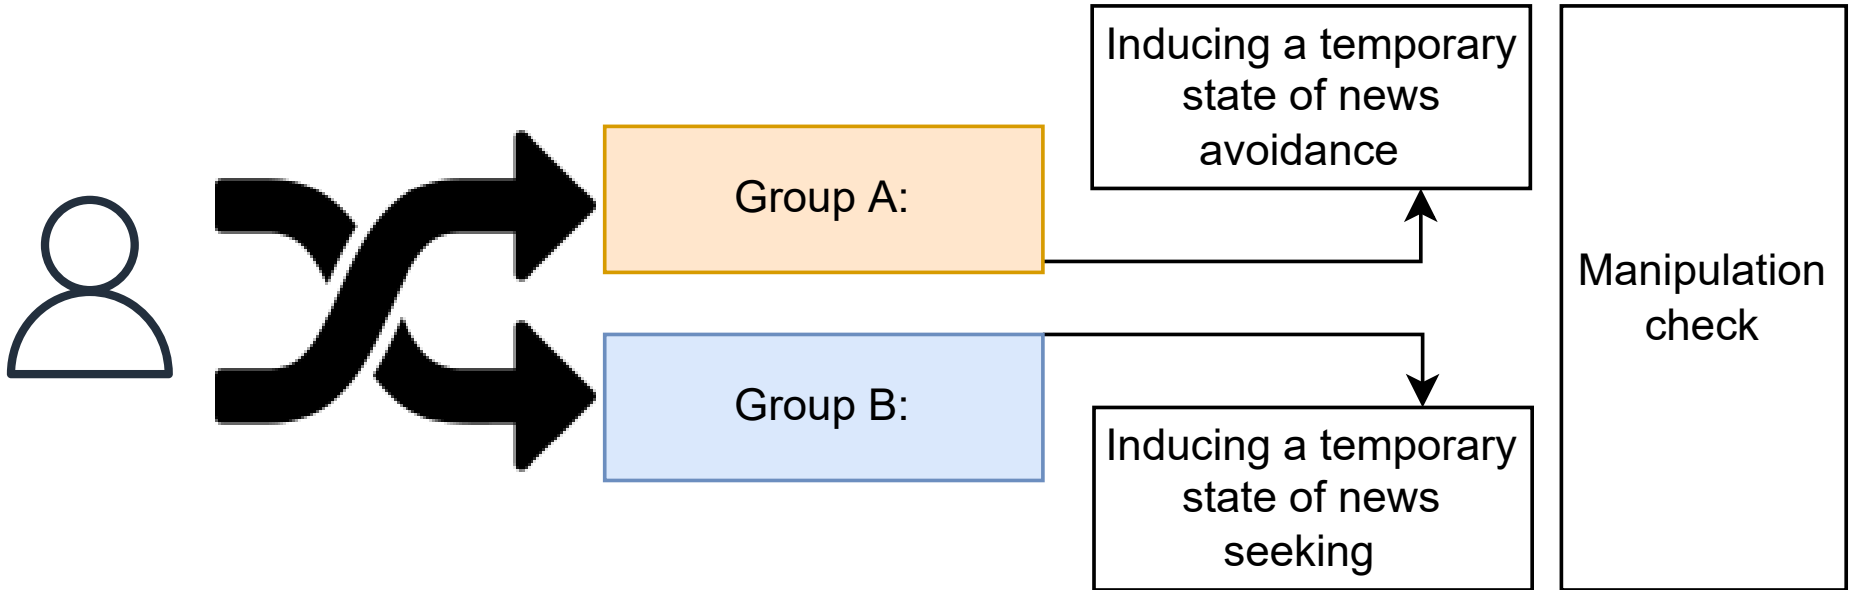 Group A:
Inducing a temporary
state of news
avoidance
Group B:
Inducing a temporary
state of news
seeking
Manipulation
check